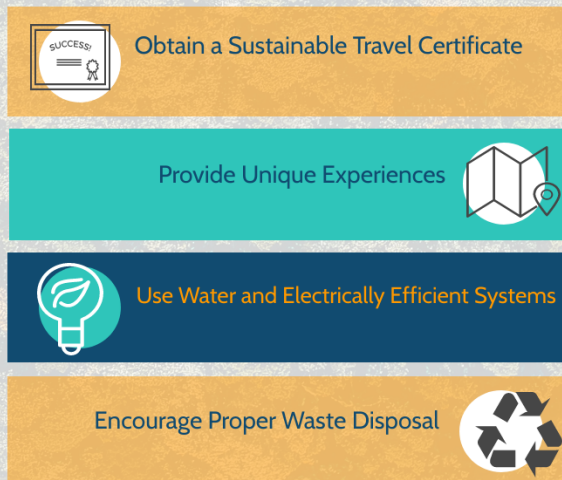 SUCCESS!
Obtain a Sustainable Travel Certificate
Provide Unique Experiences
Use Water and Electrically Efficient Systems
Encourage Proper Waste Disposal